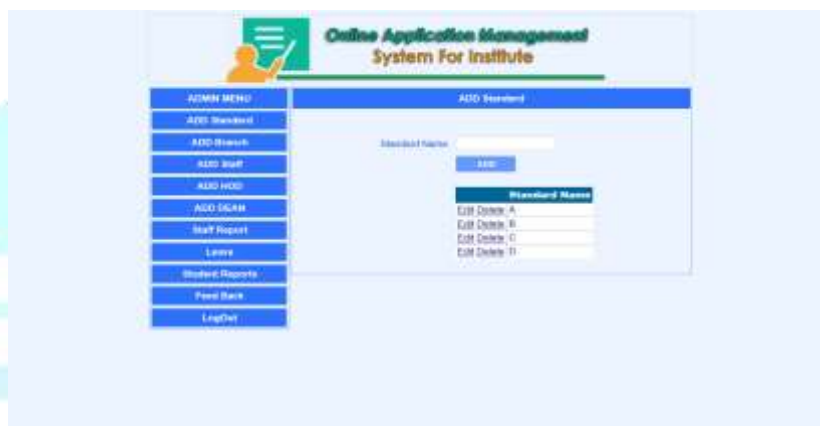 Online Application Management
System For Institute
ADMIN MENU
ADD Standard
ADD Branch
ADD Staff
ADD HOD
ADD DEAN
Staff Report
Leave
Student Reports
Feed Back
LogOut
ADD Standard
Standard Name
ADD
Standard Name
Edit Delete A
Edit Delete B
Edit Delete C
Edit Delete D